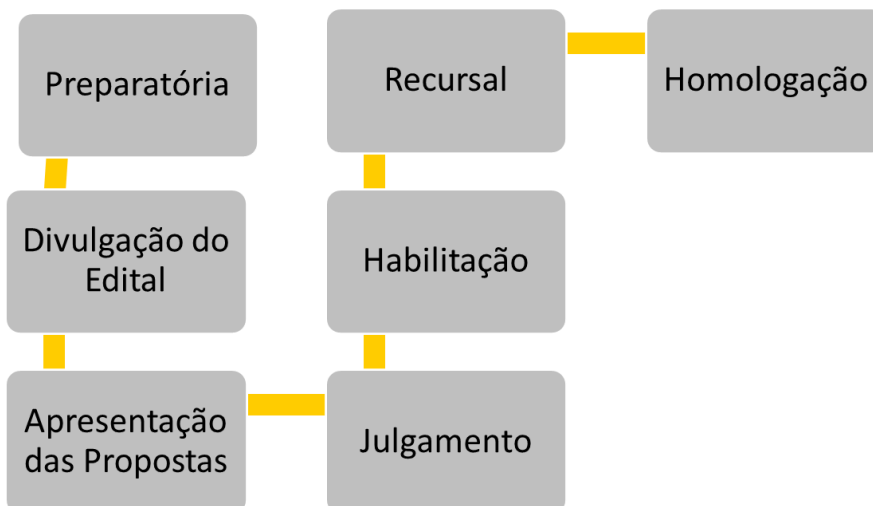 Preparatória
Divulgação do
Edital
Apresentação
das Propostas
Julgamento
Habilitação
Recursal
Homologação